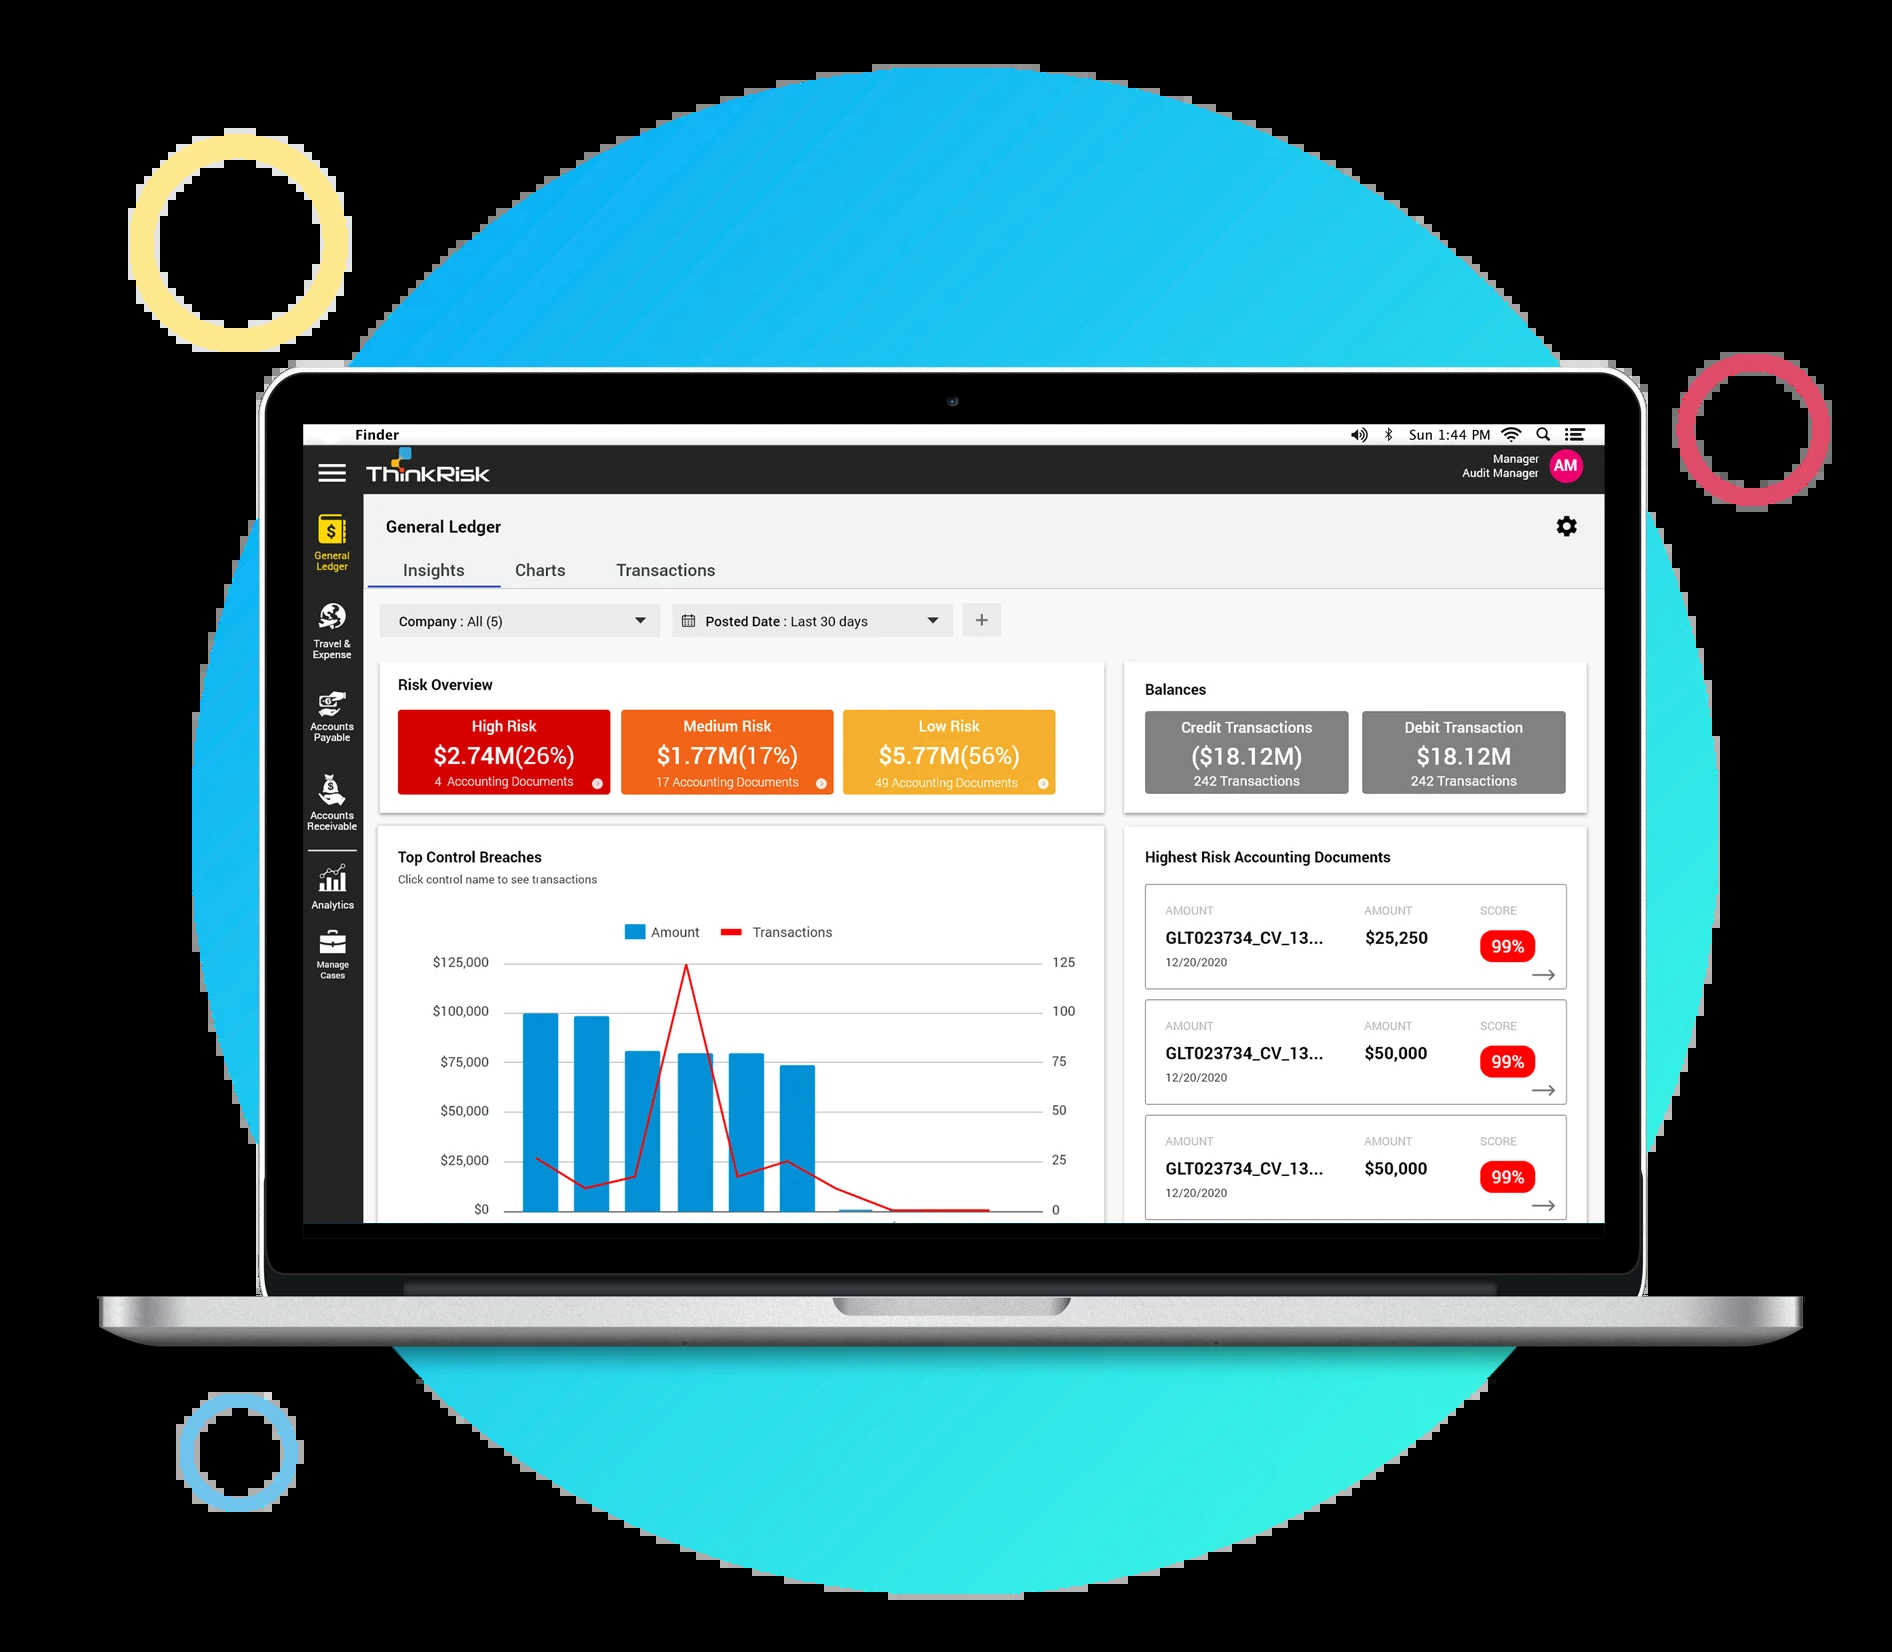 Finder
Sun 1:44 PM
ThinkRisk
Manager
Audit Manager
AM
General
Ledger
Travel &
Expense
Accounts
Payable
Accounts
Receivable
Analytics
Manage
Cases
General Ledger
Insights
Charts
Transactions
Company : All (5)
Posted Date : Last 30 days
+
Risk Overview
High Risk
$2.74M(26%)
4 Accounting Documents
Medium Risk
$1.77M(17%)
17 Accounting Documents
Low Risk
$5.77M(56%)
49 Accounting Documents
Balances
Credit Transactions
($18.12M)
242 Transactions
Debit Transaction
$18.12M
242 Transactions
Top Control Breaches
Click control name to see transactions
Amount
Transactions
$125,000
$100,000
$75,000
$50,000
$25,000
$0
125
100
75
50
25
0
Highest Risk Accounting Documents
AMOUNT AMOUNT SCORE
GLT023734_CV_13... $25,250 99%
12/20/2020
AMOUNT AMOUNT SCORE
GLT023734_CV_13... $50,000 99%
12/20/2020
AMOUNT AMOUNT SCORE
GLT023734_CV_13... $50,000 99%
12/20/2020